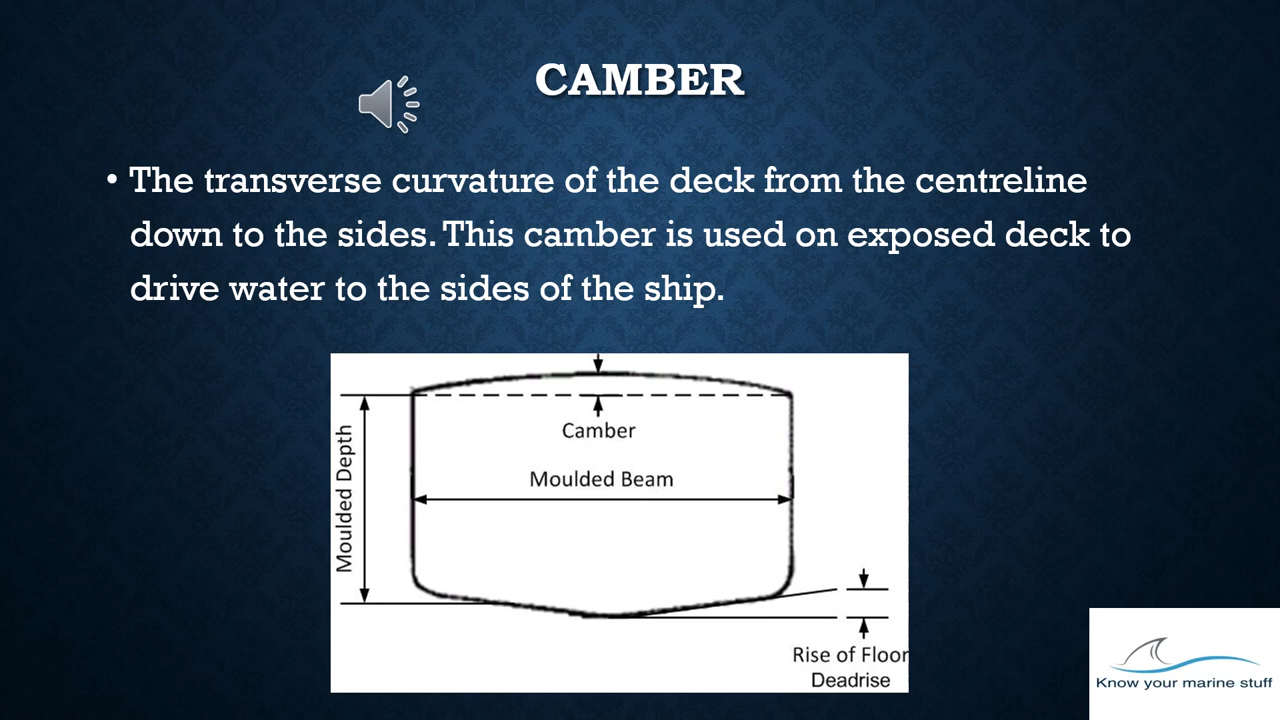 CAMBER
• The transverse curvature of the deck from the centreline
down to the sides. This camber is used on exposed deck to
drive water to the sides of the ship.
Camber
Moulded Beam
Moulded Depth
Rise of Floor
Deadrise
Know your marine stuff